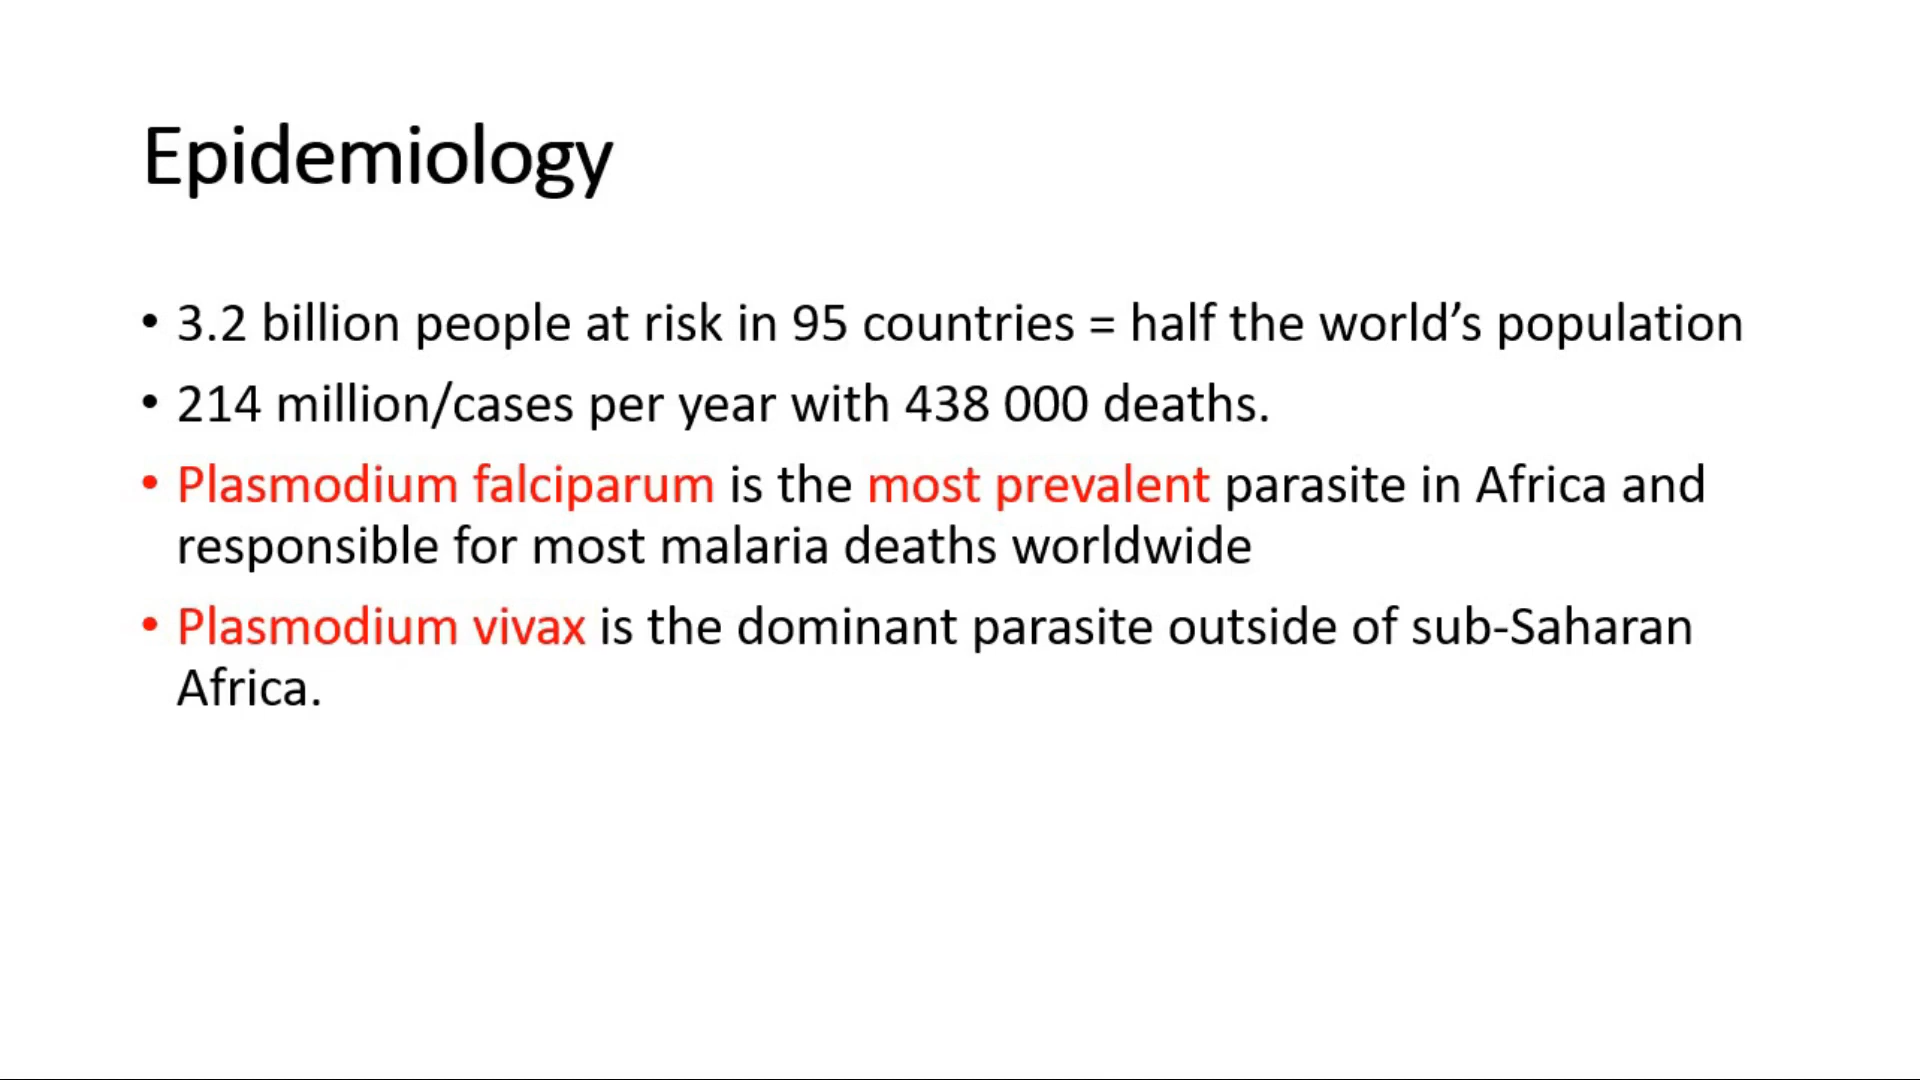 Epidemiology
• 3.2 billion people at risk in 95 countries = half the world’s population
• 214 million/cases per year with 438 000 deaths.
• Plasmodium falciparum is the most prevalent parasite in Africa and
responsible for most malaria deaths worldwide
• Plasmodium vivax is the dominant parasite outside of sub-Saharan
Africa.